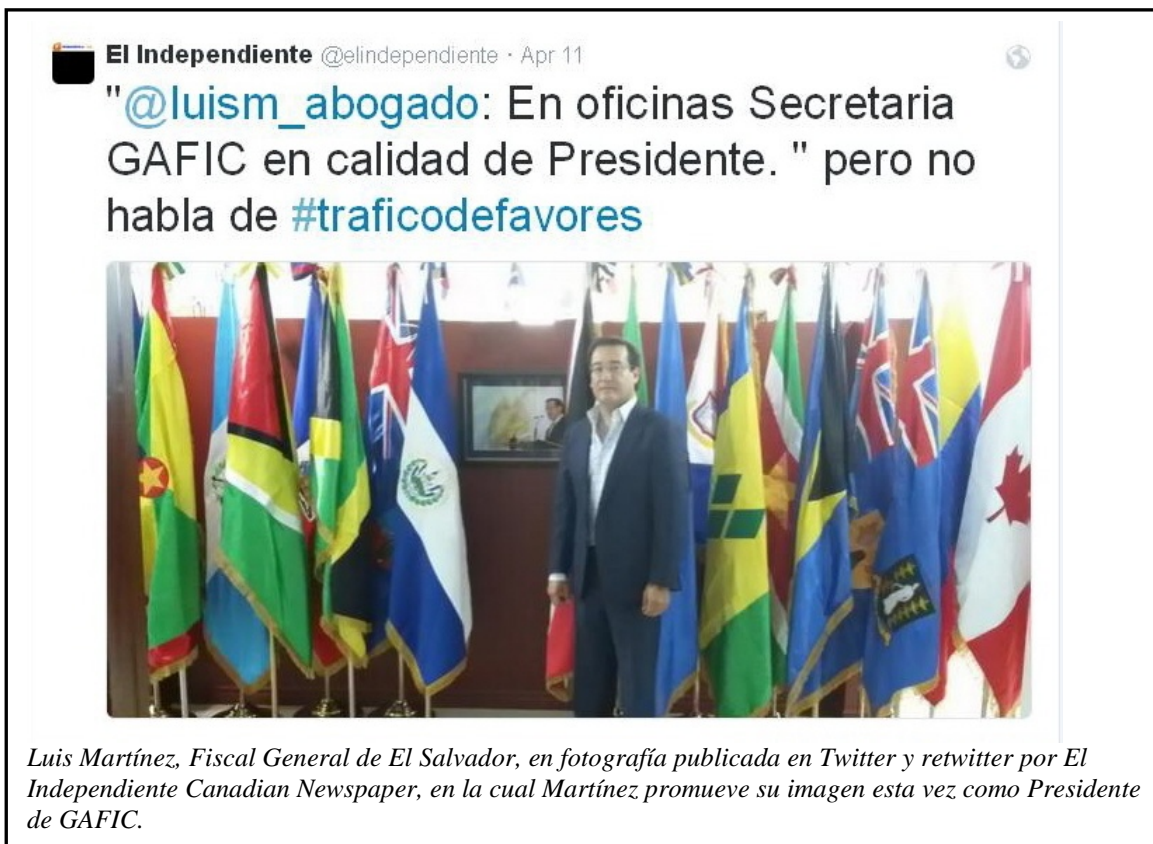 El Independiente @elindependiente · Apr 11
"@luism_abogado: En oficinas Secretaria
GAFIC en calidad de Presidente. " pero no
habla de #traficodefavores
Luis Martínez, Fiscal General de El Salvador, en fotografía publicada en Twitter y retwitter por El
Independiente Canadian Newspaper, en la cual Martínez promueve su imagen esta vez como Presidente
de GAFIC.